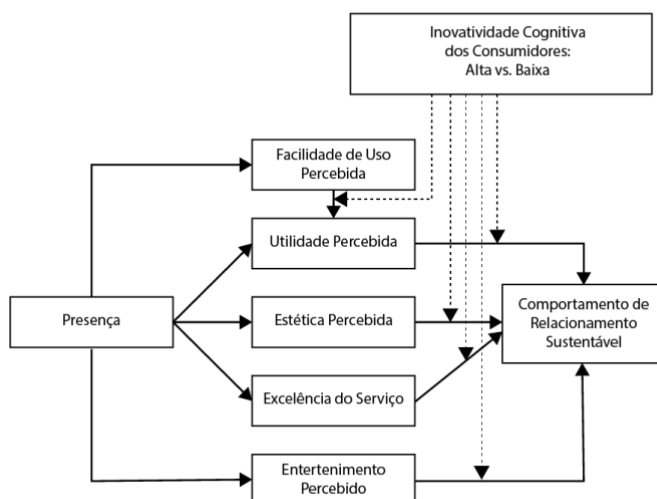 Inovatividade Cognitiva
dos Consumidores:
Alta vs. Baixa
Facilidade de Uso
Percebida
Utilidade Percebida
Presença
Estética Percebida
Comportamento de
Relacionamento
Sustentável
Excelência do Serviço
Entertenimento
Percebido